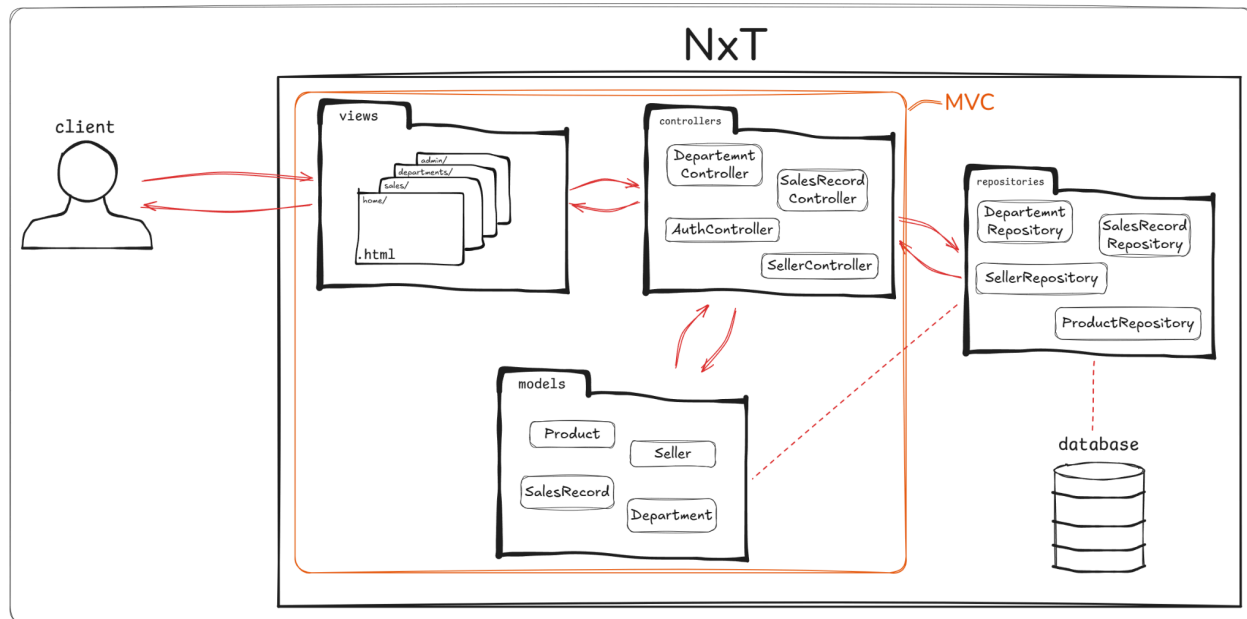 NxT
MVC
client
views
admin/
departments/
sales/
home/
.html
controllers
Departemnt
Controller
SalesRecord
Controller
AuthController
SellerController
repositories
Departemnt
Repository
SalesRecord
Repository
SellerRepository
ProductRepository
models
Product
Seller
SalesRecord
Department
database